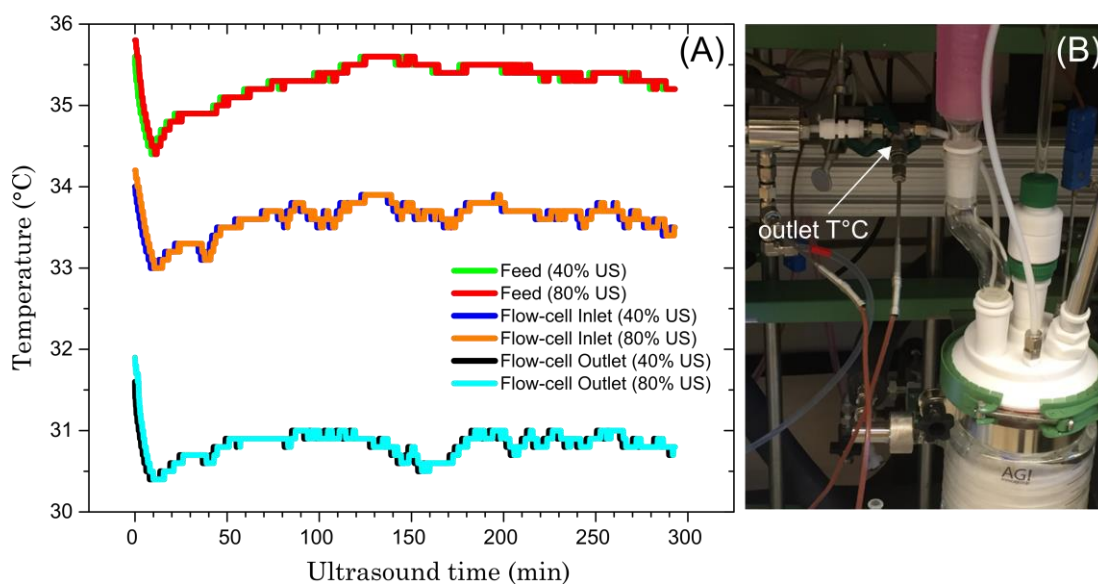 (A)
36
35
34
33
32
31
30
Temperature (°C)
Feed (40% US)
Feed (80% US)
Flow-cell Inlet (40% US)
Flow-cell Inlet (80% US)
Flow-cell Outlet (40% US)
Flow-cell Outlet (80% US)
0 50 100 150 200 250 300
Ultrasound time (min)
(B)
outlet T°C
AGI